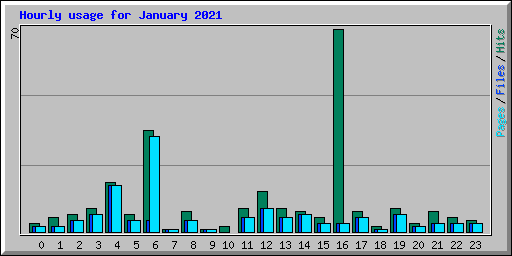 Hourly usage for January 2021
70
Pages/Files/Hits
0 1 2 3 4 5 6 7 8 9 10 11 12 13 14 15 16 17 18 19 20 21 22 23